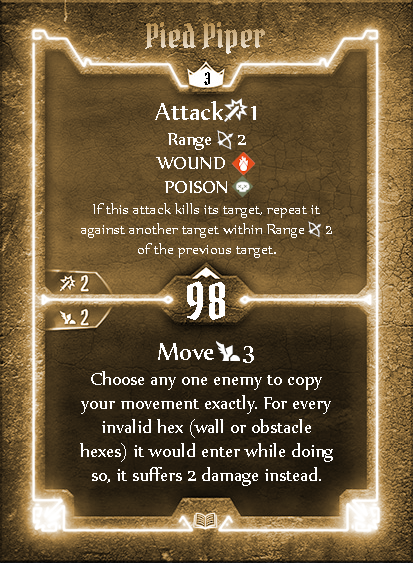 Pied Piper
3
Attack 1
Range 2
WOUND
POISON
If this attack kills its target, repeat it
against another target within Range 2
of the previous target.
2
98
2
Move 3
Choose any one enemy to copy
your movement exactly. For every
invalid hex (wall or obstacle
hexes) it would enter while doing
so, it suffers 2 damage instead.